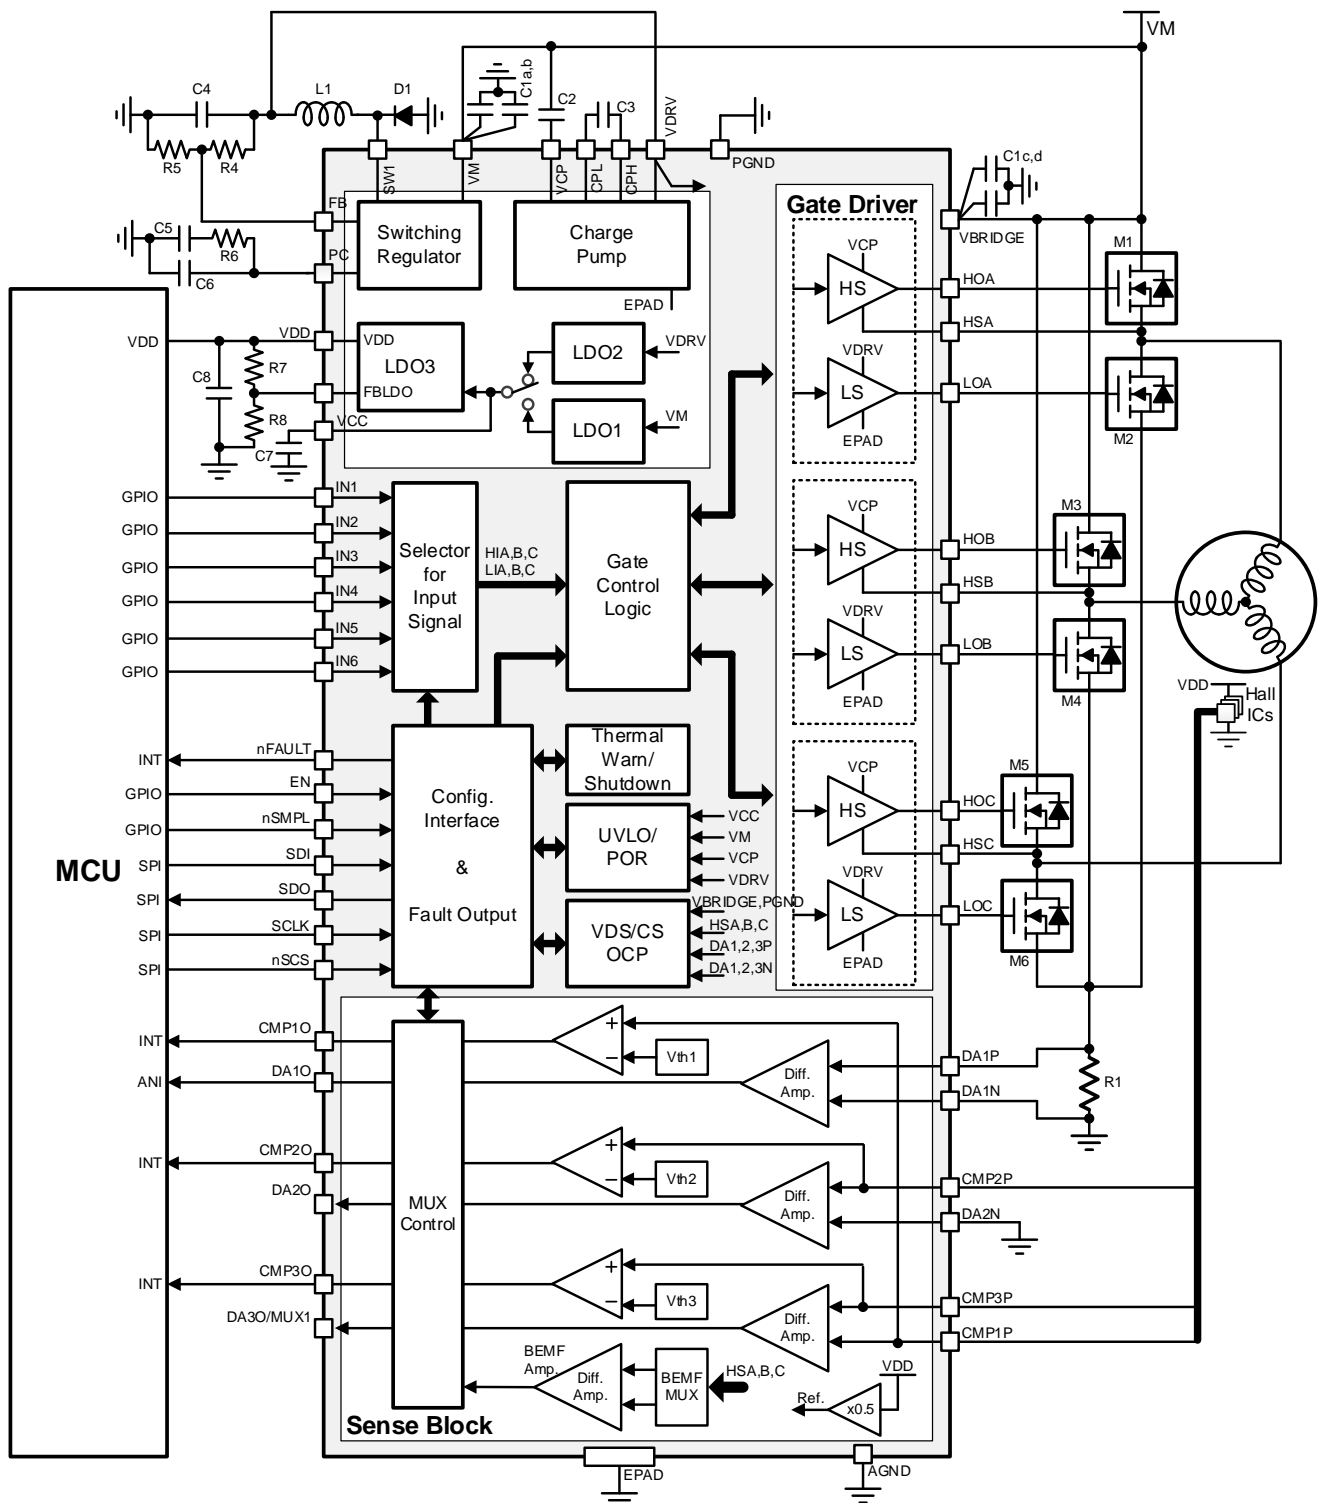 VM
C4
L1
D1
C1a,b
C2
C3
VDRV
R5
R4
SW1
VM
VCP
CPL
CPH
PGND
C1c,d
FB
Switching
Regulator
Charge
Pump
Gate Driver
VBRIDGE
C5
R6
PC
C6
EPAD
VCP
HS
HOA
M1
HSA
VDD
VDD
VDD
LDO3
FBLDO
LDO2
VDRV
VDRV
LS
LOA
EPAD
M2
C8
R7
R8
VCC
C7
LDO1
VM
GPIO
IN1
GPIO
IN2
GPIO
IN3
GPIO
IN4
GPIO
IN5
GPIO
IN6
Selector
for
Input
Signal
HIA,B,C
LIA,B,C
Gate
Control
Logic
VCP
HS
HOB
M3
HSB
VDRV
LS
LOB
EPAD
M4
VDD
Hall
ICs
MCU
INT
nFAULT
GPIO
EN
GPIO
nSMPL
SPI
SDI
SPI
SDO
SPI
SCLK
SPI
nSCS
Config.
Interface
&
Fault Output
Thermal
Warn/
Shutdown
UVLO/
POR
VCC
VM
VCP
VDRV
VDS/CS
OCP
VBRIDGE,PGND
HSA,B,C
DA1,2,3P
DA1,2,3N
VCP
HS
HOC
M5
HSC
VDRV
LS
LOC
EPAD
M6
INT
CMP1O
ANI
DA1O
INT
CMP2O
DA2O
INT
CMP3O
DA3O/MUX1
MUX
Control
+
−
Vth1
Diff.
Amp.
DA1P
DA1N
R1
+
−
Vth2
Diff.
Amp.
CMP2P
DA2N
+
−
Vth3
Diff.
Amp.
CMP3P
CMP1P
BEMF
Amp.
Diff.
Amp.
BEMF
MUX
HSA,B,C
VDD
Ref.
x0.5
Sense Block
EPAD
AGND